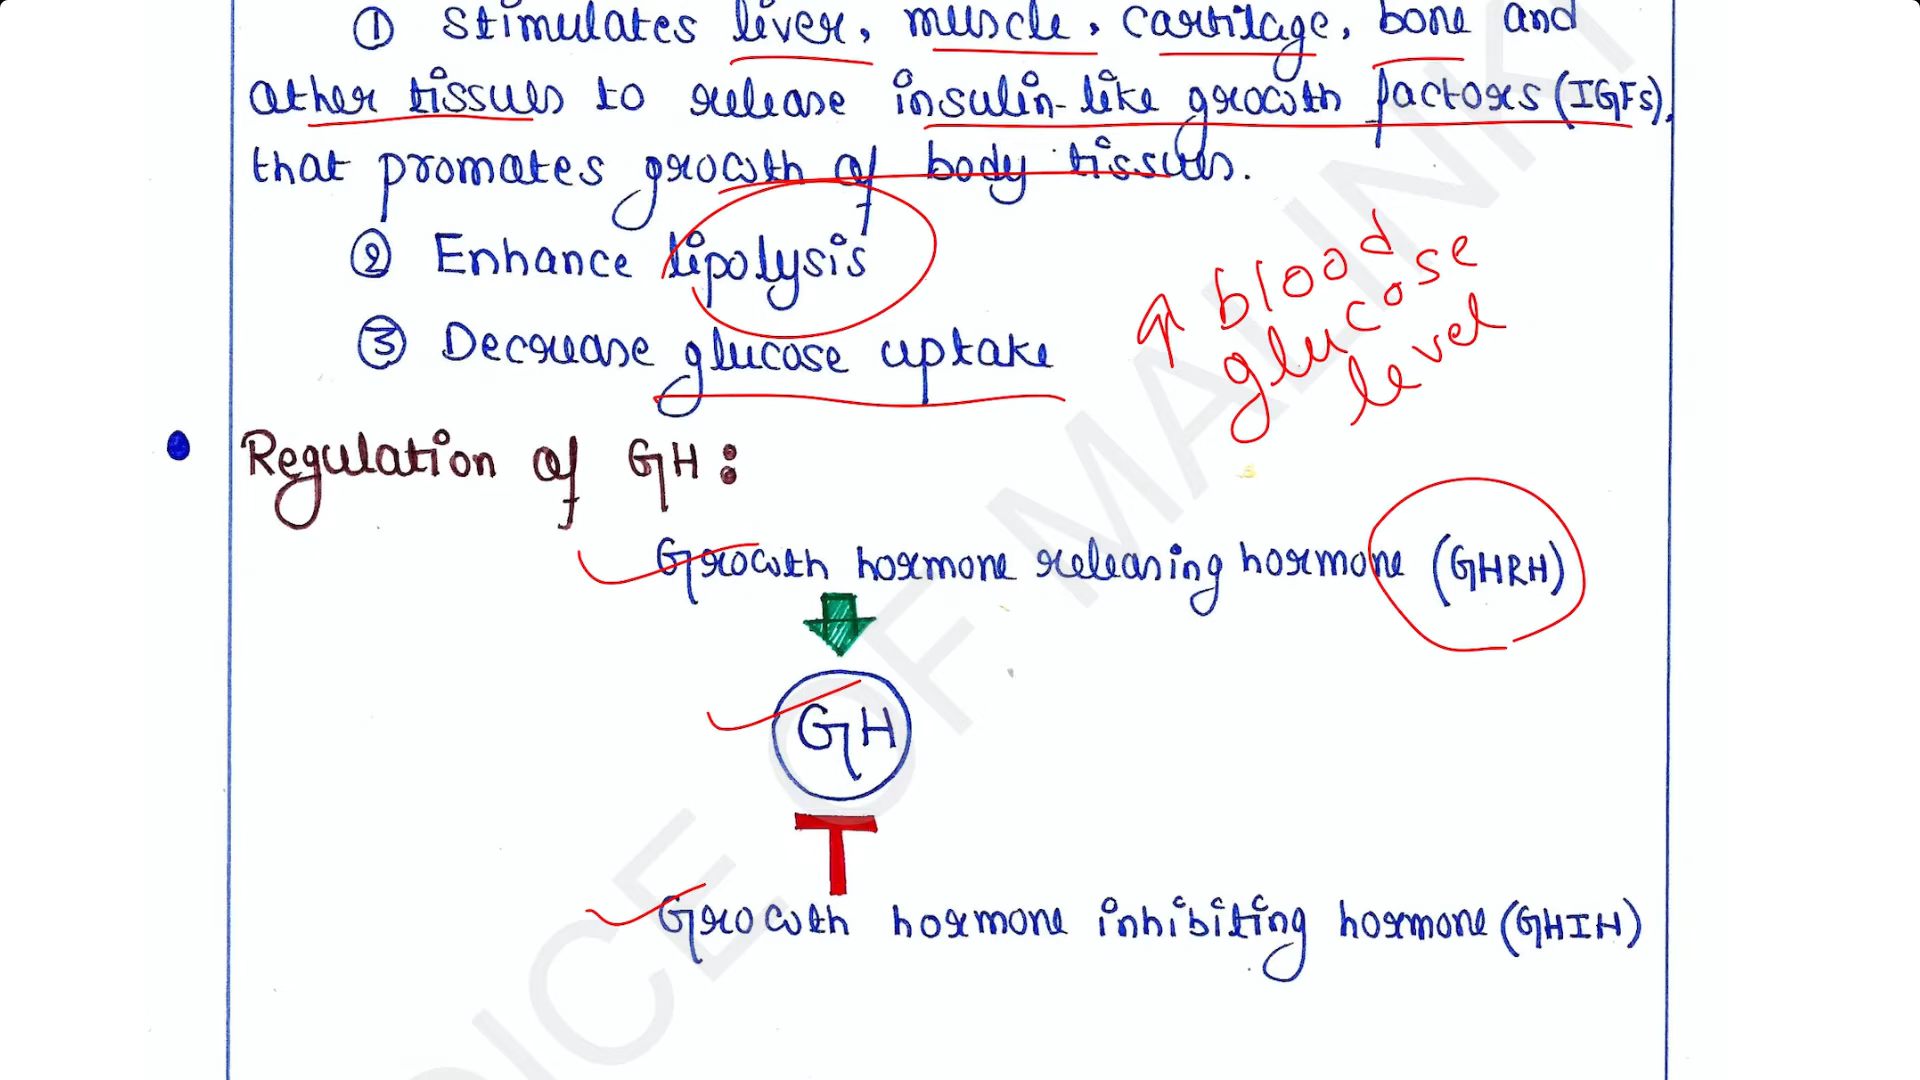 ① Stimulates liver, muscle, cartilage, bone and
other tissues to release insulin-like growth factors (IGFs),
that promates growth of body tissues.
② Enhance lipolysis
③ Decrease glucose uptake
↑ blood
glucose
level
• Regulation of GH:
Growth hormone releasing hormone (GHRH)
GH
Growth hormone inhibiting hormone (GHIH)